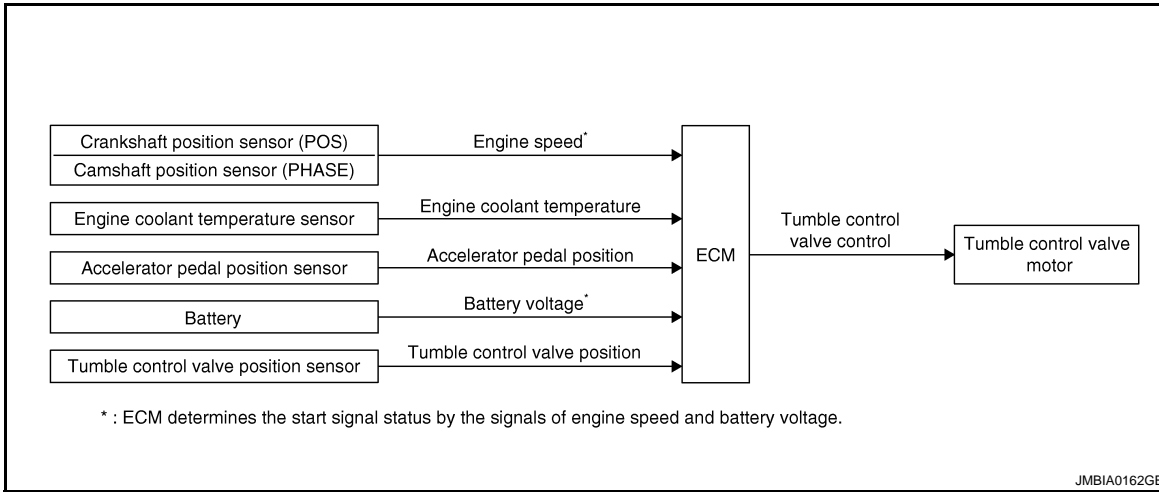 Crankshaft position sensor (POS)
Camshaft position sensor (PHASE)
Engine speed*
Engine coolant temperature sensor
Engine coolant temperature
Accelerator pedal position sensor
Accelerator pedal position
Battery
Battery voltage*
Tumble control valve position sensor
Tumble control valve position
ECM
Tumble control
valve control
Tumble control valve
motor
* : ECM determines the start signal status by the signals of engine speed and battery voltage.
JMBIA0162GB